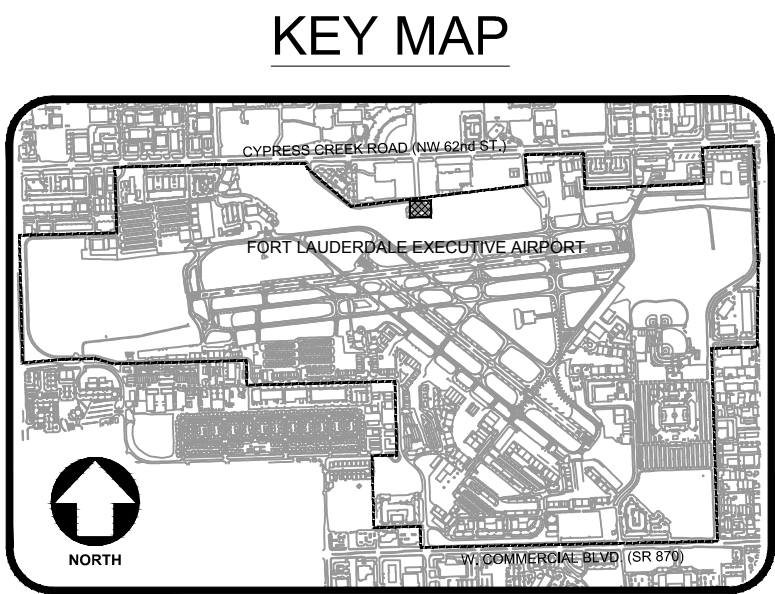 KEY MAP
CYPRESS CREEK ROAD (NW 62nd ST.)
FORT LAUDERDALE EXECUTIVE AIRPORT
NORTH
W. COMMERCIAL BLVD. (SR 870)